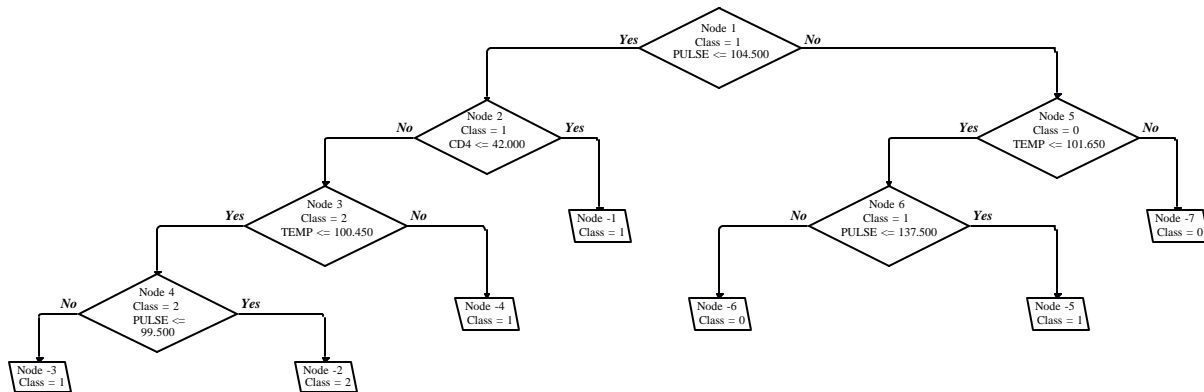 Node 1
Class = 1
PULSE <= 104.500
Yes
No
Node 2
Class = 1
CD4 <= 42.000
No
Yes
Node 5
Class = 0
TEMP <= 101.650
Yes
No
Node 3
Class = 2
TEMP <= 100.450
Yes
No
Node -1
Class = 1
Node 6
Class = 1
PULSE <= 137.500
No
Yes
Node -7
Class = 0
Node 4
Class = 2
PULSE <=
99.500
No
Yes
Node -4
Class = 1
Node -6
Class = 0
Node -5
Class = 1
Node -3
Class = 1
Node -2
Class = 2